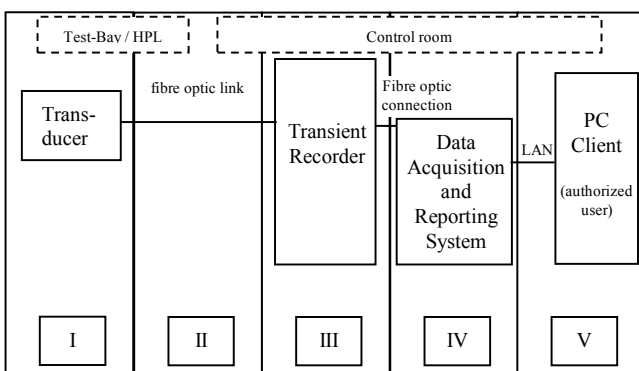 Test-Bav / HPL
Control room
fibre optic link
Fibre optic
connection
Trans-
ducer
Transient
Recorder
Data
Acquisition
and
Reporting
System
LAN
PC
Client
(authorized
user)
I
II
III
IV
V